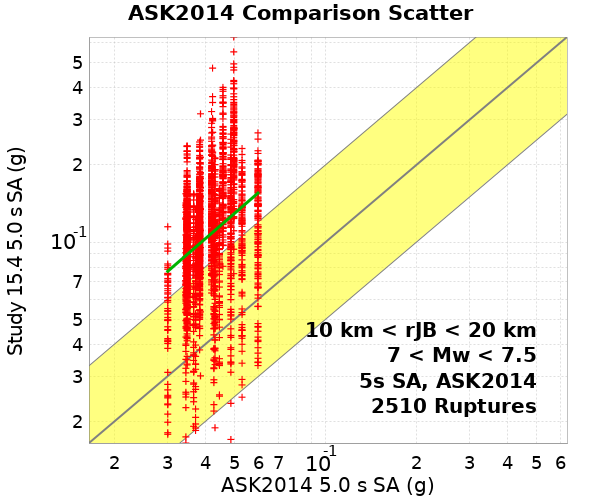 ASK2014 Comparison Scatter
Study 15.4 5.0 s SA (g)
5
4
3
2
10-1
7
5
4
3
2
10 km < rJB < 20 km
7 < Mw < 7.5
5s SA, ASK2014
2510 Ruptures
2 3 4 5 6 7 10-1 2 3 4 5 6
ASK2014 5.0 s SA (g)